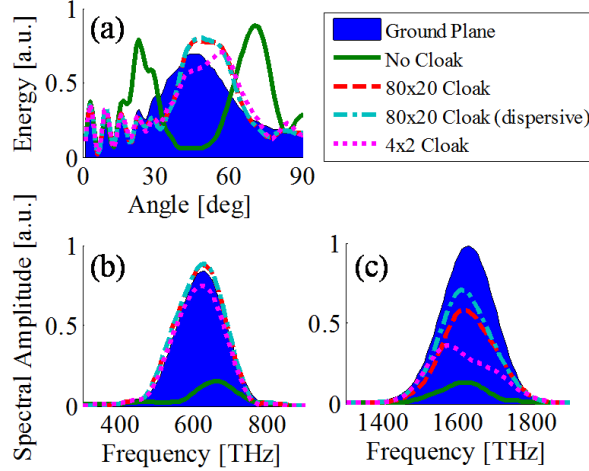 (a)
Energy [a.u.]
1
0.5
0
0 30 60 90
Angle [deg]
Ground Plane
No Cloak
80x20 Cloak
80x20 Cloak (dispersive)
4x2 Cloak
Spectral Amplitude [a.u.]
(b)
1
0.5
0
400 600 800
Frequency [THz]
(c)
1
0.5
0
1400 1600 1800
Frequency [THz]